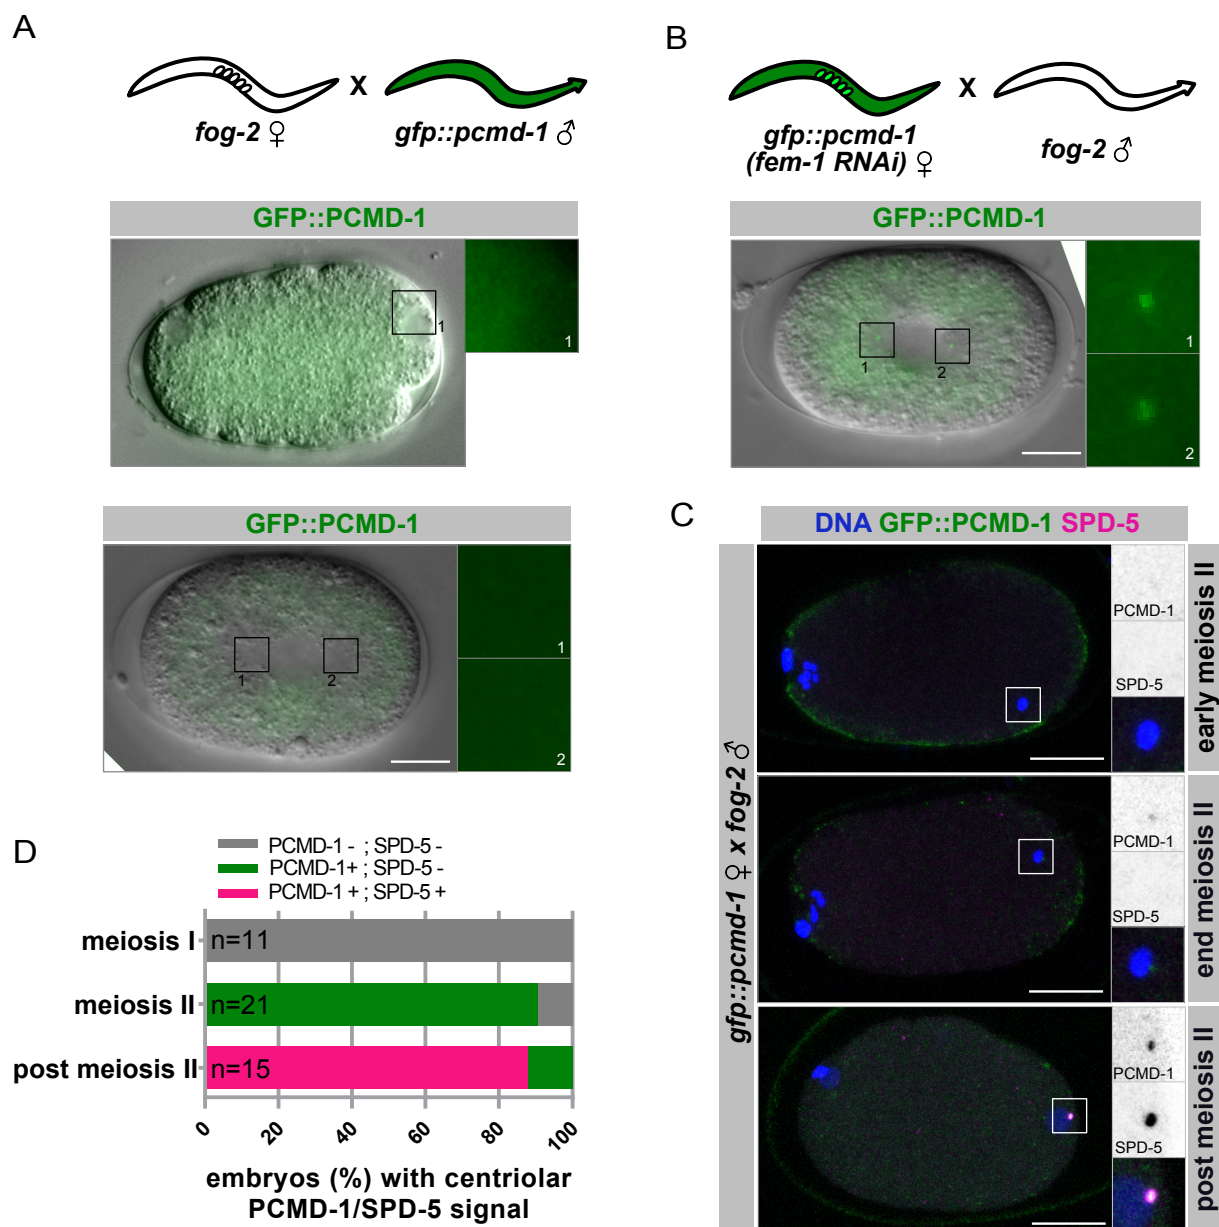 A
X
fog-2 ♀
gfp::pcmd-1 ♂
GFP::PCMD-1
1
1
GFP::PCMD-1
1
2
1
2
B
X
gfp::pcmd-1
(fem-1 RNAi) ♀
fog-2 ♂
GFP::PCMD-1
1
2
1
2
C
DNA GFP::PCMD-1 SPD-5
gfp::pcmd-1 ♀ x fog-2 ♂
PCMD-1
SPD-5
early meiosis II
PCMD-1
SPD-5
end meiosis II
PCMD-1
SPD-5
post meiosis II
D
PCMD-1 - ; SPD-5 -
PCMD-1+ ; SPD-5 -
PCMD-1 + ; SPD-5 +
meiosis I
n=11
meiosis II
n=21
post meiosis II
n=15
0 20 40 60 80 100
embryos (%) with centriolar
PCMD-1/SPD-5 signal